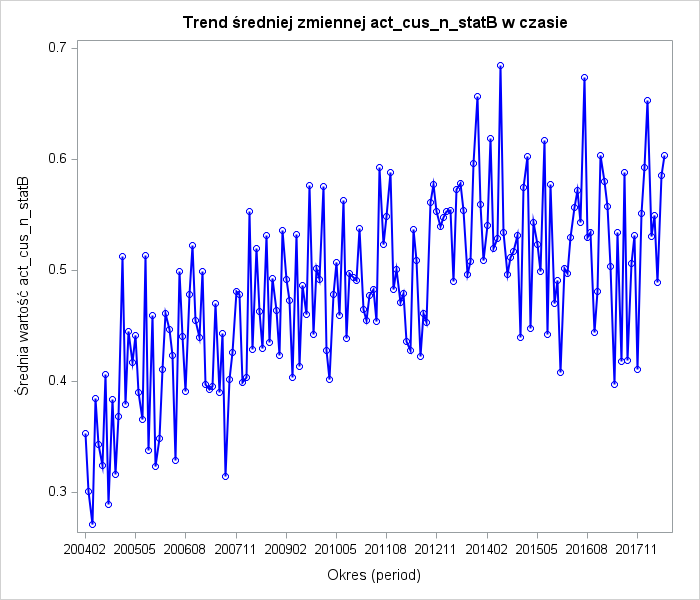 Trend średniej zmiennej act_cus_n_statB w czasie
Średnia wartość act_cus_n_statB
0.7
0.6
0.5
0.4
0.3
200402 200505 200608 200711 200902 201005 201108 201211 201402 201505 201608 201711
Okres (period)